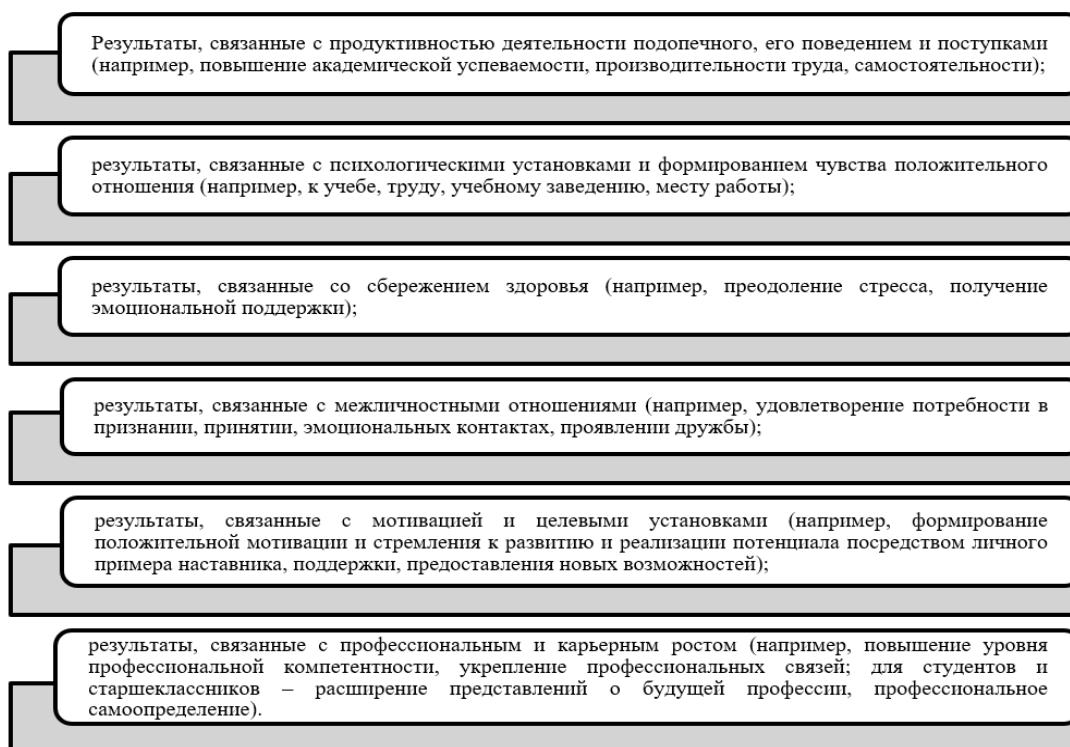 Результаты, связанные с продуктивностью деятельности подопечного, его поведением и поступками
(например, повышение академической успеваемости, производительности труда, самостоятельности);
результаты, связанные с психологическими установками и формированием чувства положительного
отношения (например, к учебе, труду, учебному заведению, месту работы);
результаты, связанные со сбережением здоровья (например, преодоление стресса, получение
эмоциональной поддержки);
результаты, связанные с межличностными отношениями (например, удовлетворение потребности в
признании, принятии, эмоциональных контактах, проявлении дружбы);
результаты, связанные с мотивацией и целевыми установками (например, формирование
положительной мотивации и стремления к развитию и реализации потенциала посредством личного
примера наставника, поддержки, предоставления новых возможностей);
результаты, связанные с профессиональным и карьерным ростом (например, повышение уровня
профессиональной компетентности, укрепление профессиональных связей; для студентов и
старшеклассников – расширение представлений о будущей профессии, профессиональное
самоопределение).